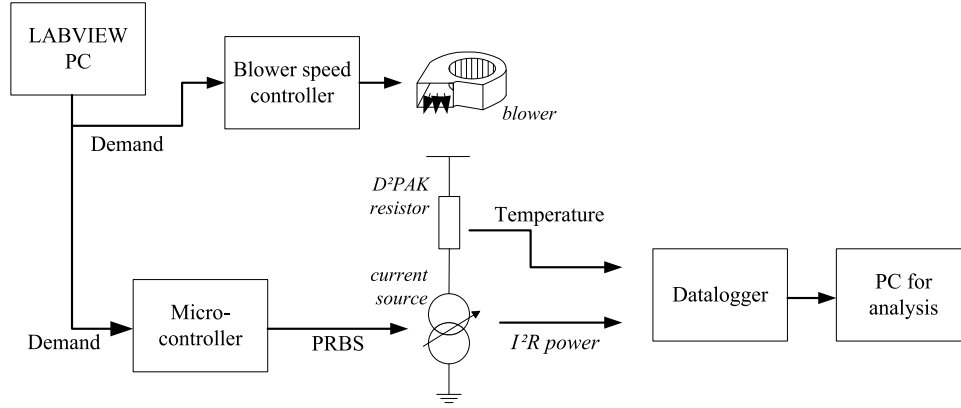 LABVIEW
PC
Blower speed
controller
blower
Demand
D²PAK
resistor
Temperature
current
source
Datalogger
PC for
analysis
Micro-
controller
Demand
PRBS
I²R power